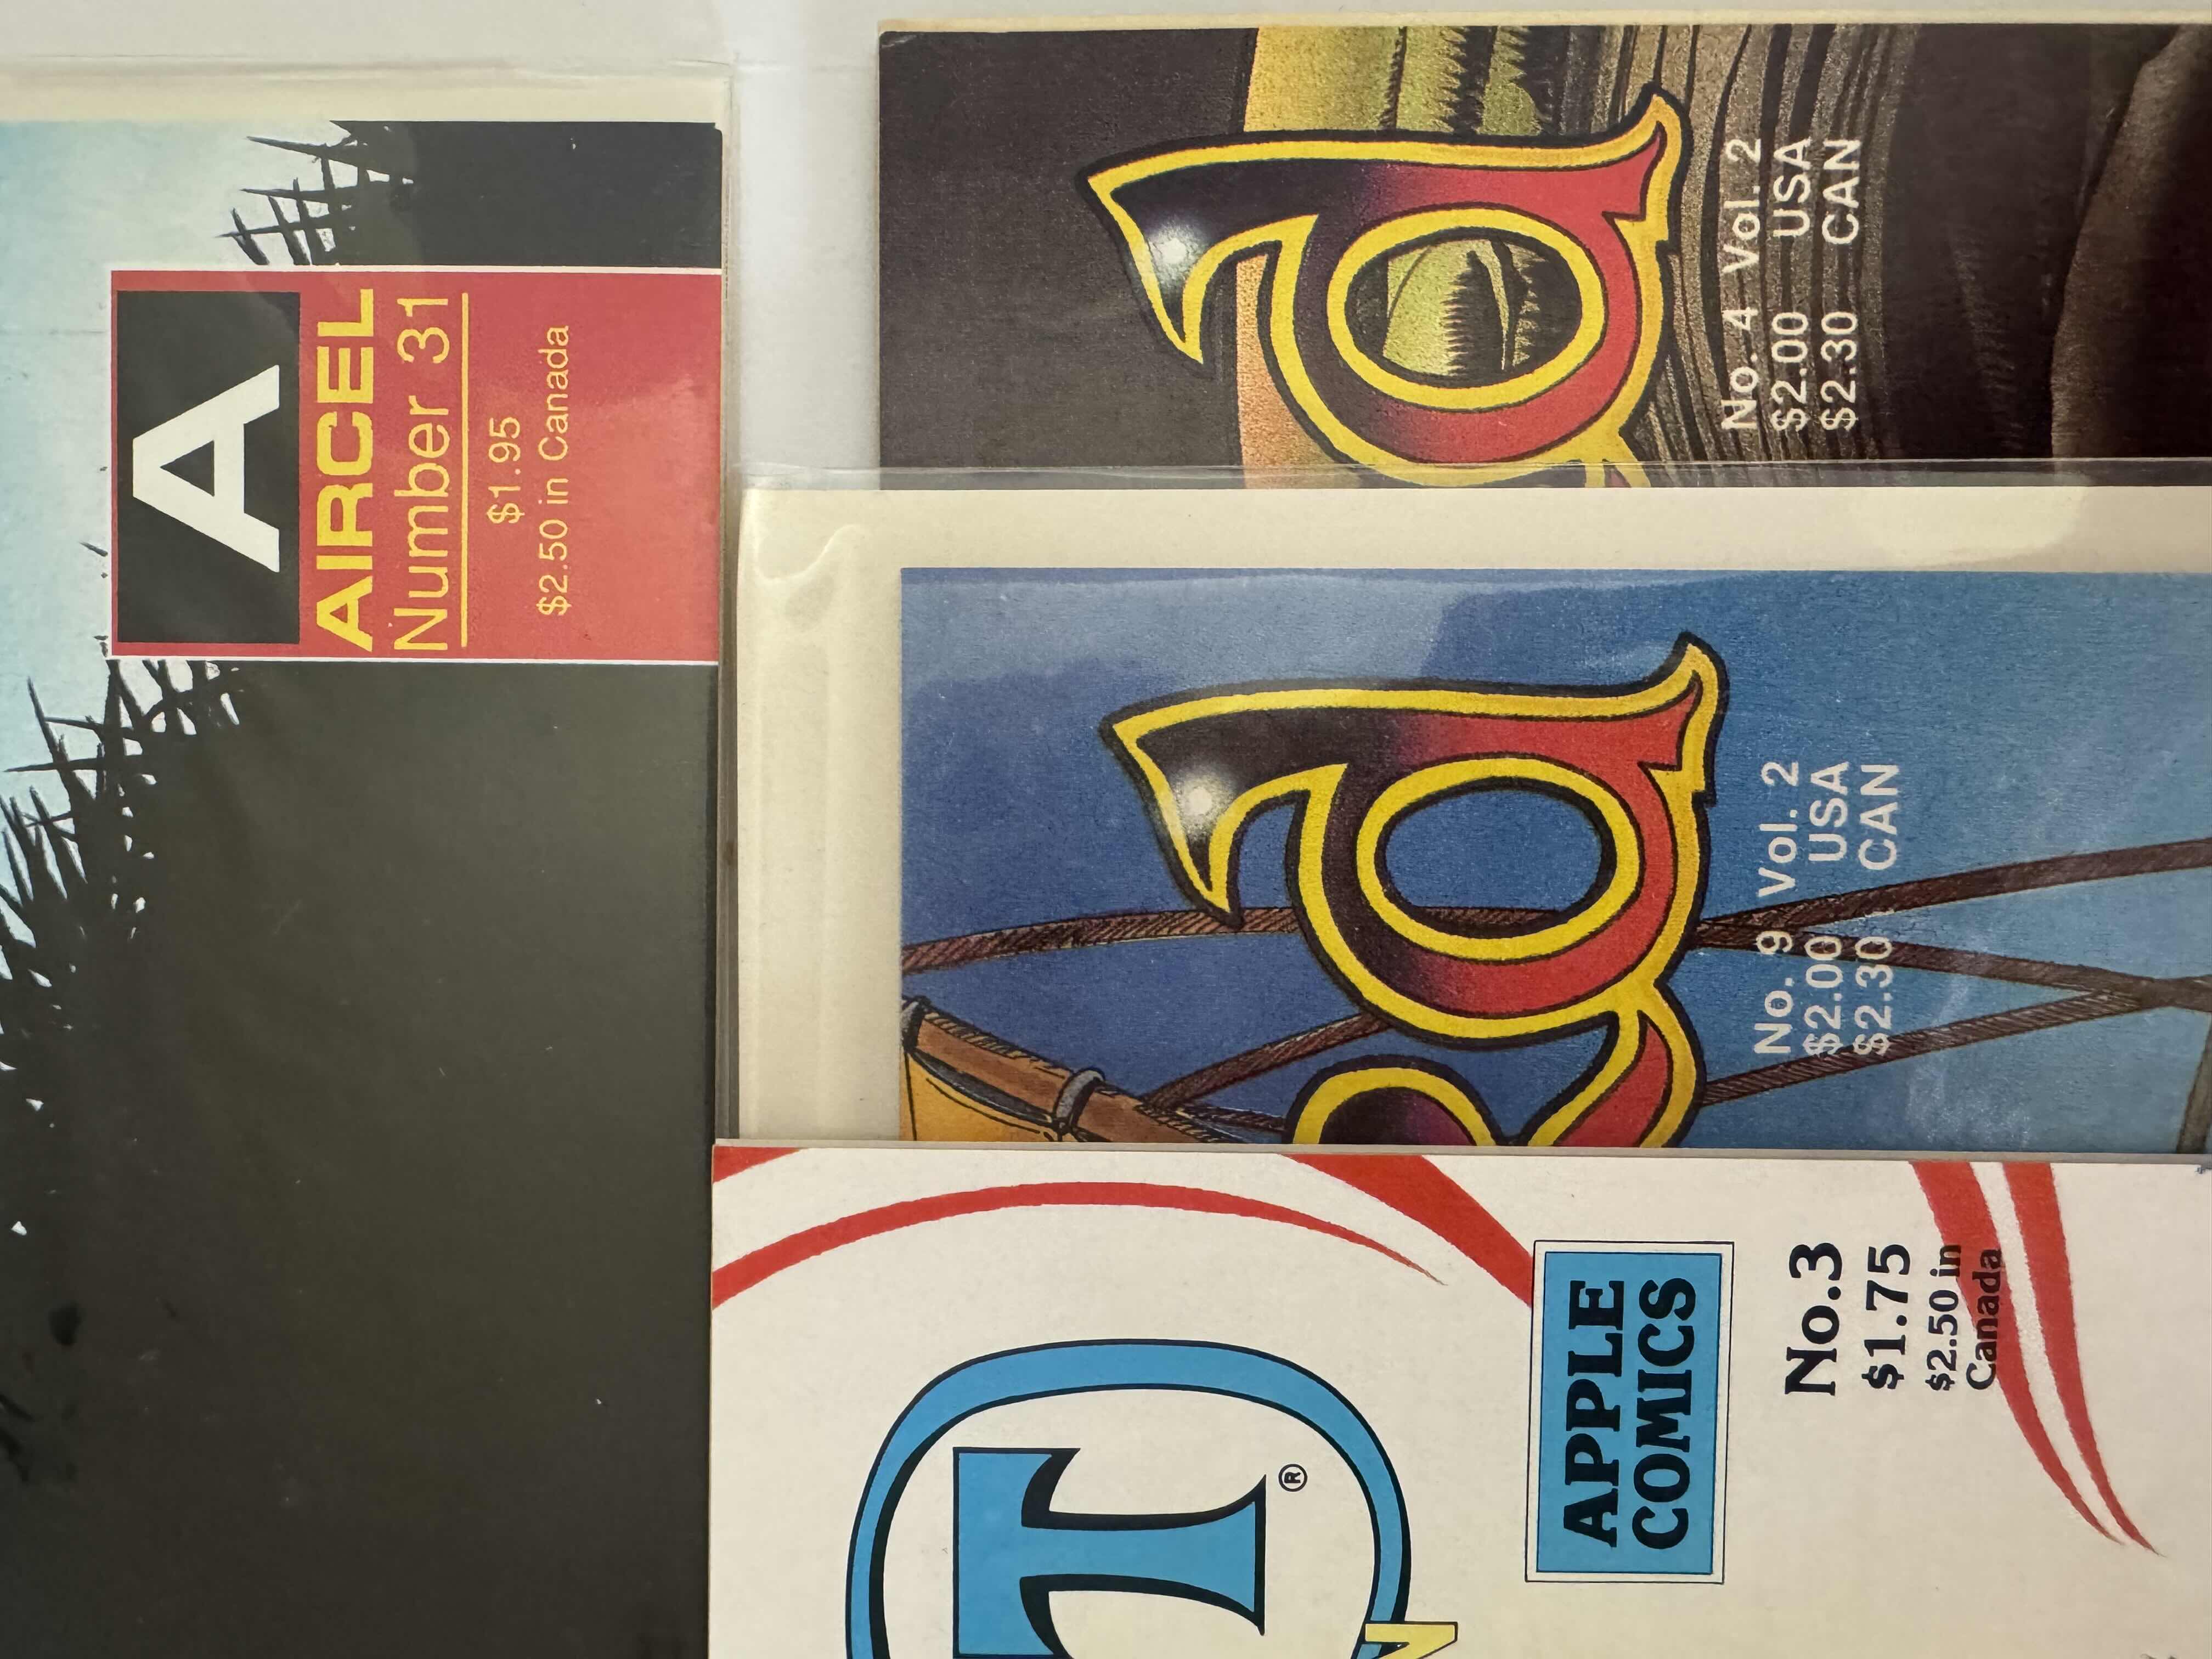 A
AIRCEL
Number 31
$1.95
$2.50 in Canada
No. 4 Vol. 2
$2.00 USA
$2.30 CAN
No. 9 Vol. 2
$2.00 USA
$2.30 CAN
T®
APPLE
COMICS
No.3
$1.75
$2.50 in
Canada